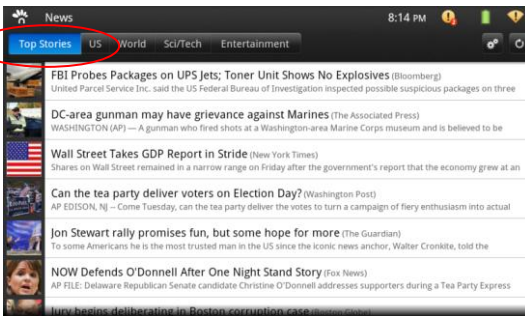 News 8:14 PM
Top Stories US World Sci/Tech Entertainment
FBI Probes Packages on UPS Jets; Toner Unit Shows No Explosives (Bloomberg)
United Parcel Service Inc. said the US Federal Bureau of Investigation inspected possible suspicious packages on three
DC-area gunman may have grievance against Marines (The Associated Press)
WASHINGTON (AP) — A gunman who fired shots at a Washington-area Marine Corps museum and is believed to be
Wall Street Takes GDP Report in Stride (New York Times)
Shares on Wall Street remained in a narrow range on Friday after the government's report that the economy grew at an
Can the tea party deliver voters on Election Day? (Washington Post)
AP EDISON, NJ – Come Tuesday, can the tea party deliver the votes to turn a campaign of fiery enthusiasm into actual
Jon Stewart rally promises fun, but some hope for more (The Guardian)
To some Americans he is the most trusted man in the US since the iconic news anchor, Walter Cronkite, told the
NOW Defends O'Donnell After One Night Stand Story (Fox News)
AP FILE: Delaware Republican Senate candidate Christine O'Donnell addresses supporters during a Tea Party Express
Jury begins deliberating in Boston corruption case (Boston Globe)